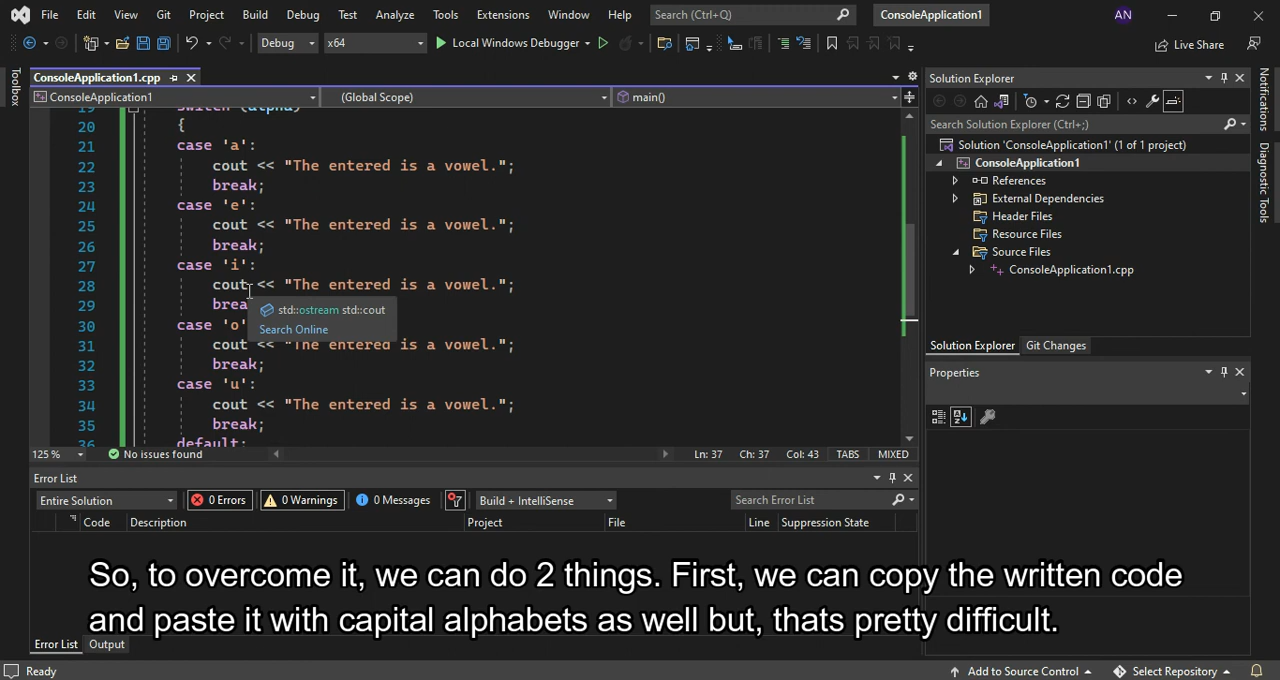 File Edit View Git Project Build Debug Test Analyze Tools Extensions Window Help Search (Ctrl+Q) ConsoleApplication1 AN
Debug x64 Local Windows Debugger Live Share
Toolbox
ConsoleApplication1.cpp
ConsoleApplication1 (Global Scope) main()
19 switch (alpha)
20 {
21 case 'a':
22 cout << "The entered is a vowel.";
23 break;
24 case 'e':
25 cout << "The entered is a vowel.";
26 break;
27 case 'i':
28 cout << "The entered is a vowel.";
29 brea
std::ostream std::cout
Search Online
30 case 'o'
31 cout << "The entered is a vowel.";
32 break;
33 case 'u':
34 cout << "The entered is a vowel.";
35 break;
36 default:
125 % No issues found Ln: 37 Ch: 37 Col: 43 TABS MIXED
Solution Explorer
Search Solution Explorer (Ctrl+;)
Solution 'ConsoleApplication1' (1 of 1 project)
ConsoleApplication1
References
External Dependencies
Header Files
Resource Files
Source Files
ConsoleApplication1.cpp
Solution Explorer Git Changes
Properties
Notifications
Diagnostic Tools
Error List
Entire Solution 0 Errors 0 Warnings 0 Messages Build + IntelliSense Search Error List
Code Description Project File Line Suppression State
So, to overcome it, we can do 2 things. First, we can copy the written code
and paste it with capital alphabets as well but, thats pretty difficult.
Error List Output
Ready Add to Source Control Select Repository